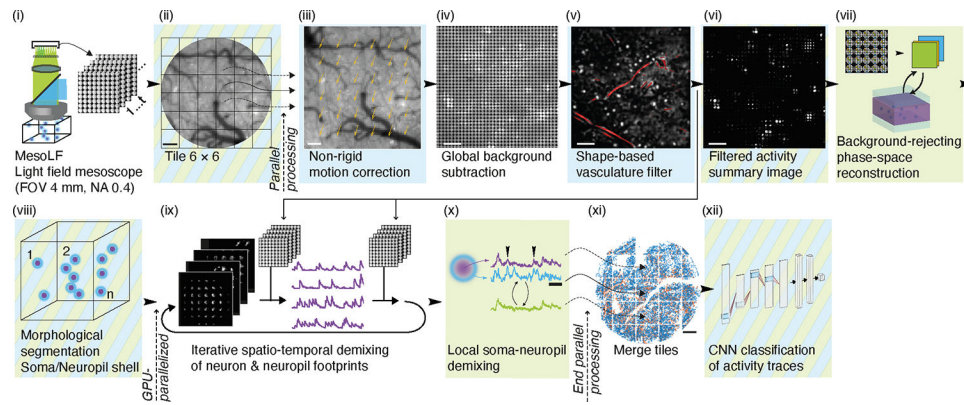 (i)
(ii)
(iii)
(iv)
(v)
(vi)
(vii)
1...t
MesoLF
Light field mesoscope
(FOV 4 mm, NA 0.4)
Tile 6 × 6
Parallel
processing
Non-rigid
motion correction
Global background
subtraction
Shape-based
vasculature filter
Filtered activity
summary image
Background-rejecting
phase-space
reconstruction
(viii)
(ix)
(x)
(xi)
(xii)
1
2
n
Morphological
segmentation
Soma/Neuropil shell
GPU-
parallelized
Iterative spatio-temporal demixing
of neuron & neuropil footprints
Local soma-neuropil
demixing
End parallel
processing
Merge tiles
CNN classification
of activity traces